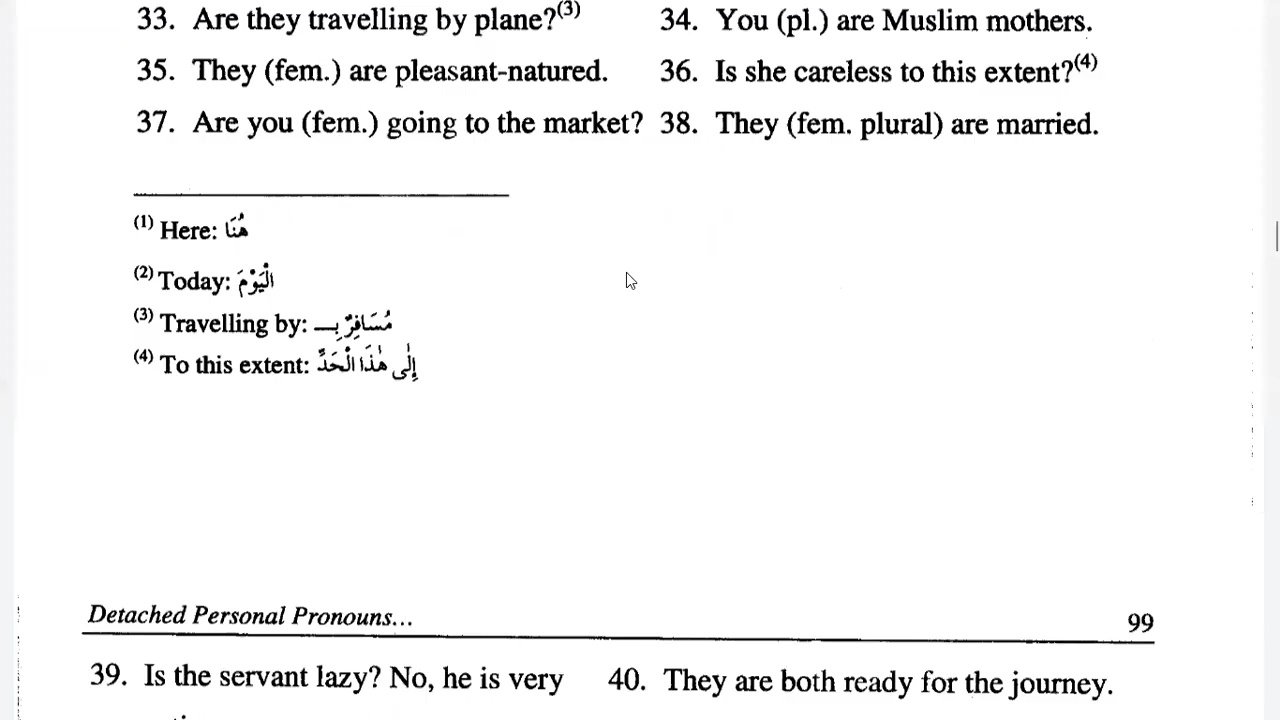 33. Are they travelling by plane?(3) 34. You (pl.) are Muslim mothers.
35. They (fem.) are pleasant-natured. 36. Is she careless to this extent?(4)
37. Are you (fem.) going to the market? 38. They (fem. plural) are married.
(1) Here: هُنَا
(2) Today: الْيَوْمَ
(3) Travelling by: مُسَافِرٌ بِـــ
(4) To this extent: إِلٰى هٰذَا الْحَدِّ
Detached Personal Pronouns... 99
39. Is the servant lazy? No, he is very 40. They are both ready for the journey.